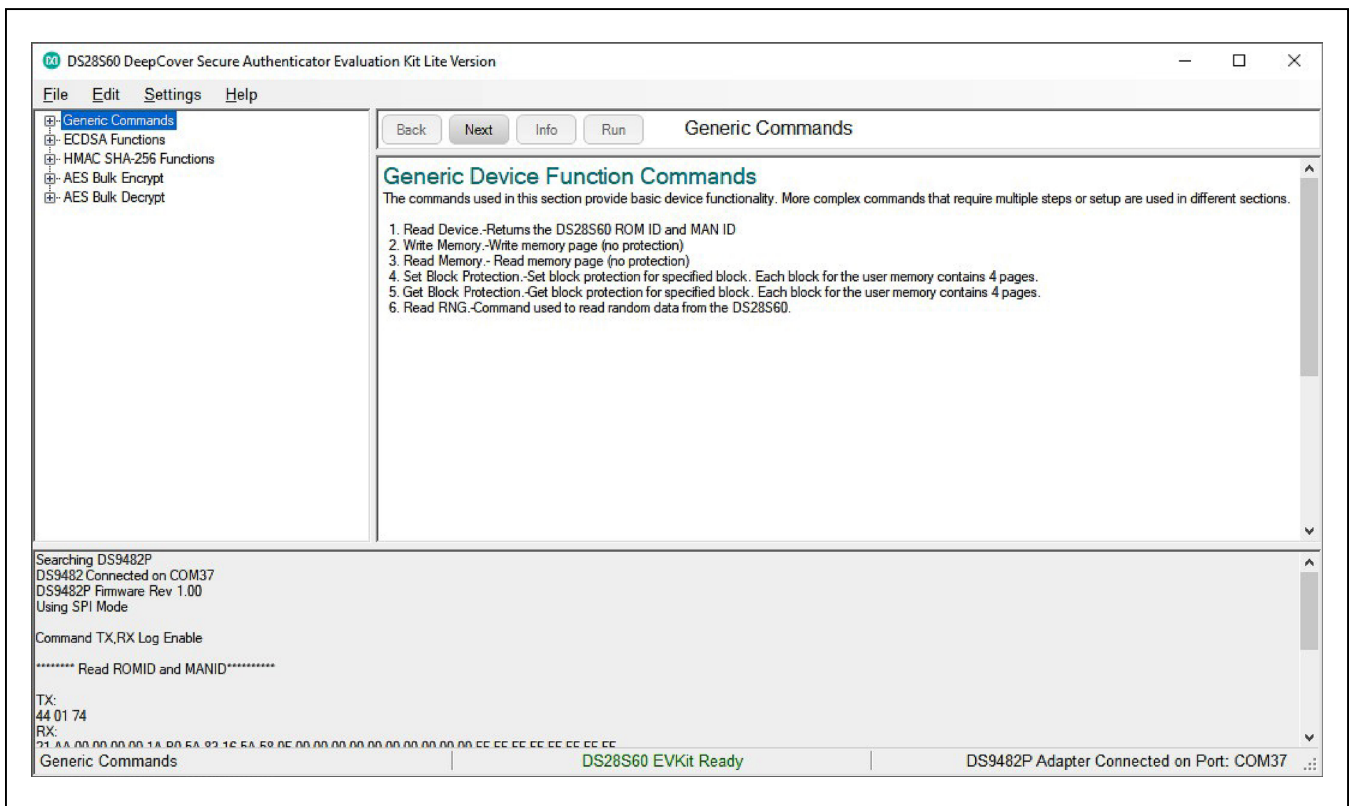 DS28S60 DeepCover Secure Authenticator Evaluation Kit Lite Version
File Edit Settings Help
Generic Commands
ECDSA Functions
HMAC SHA-256 Functions
AES Bulk Encrypt
AES Bulk Decrypt
Back Next Info Run Generic Commands
Generic Device Function Commands
The commands used in this section provide basic device functionality. More complex commands that require multiple steps or setup are used in different sections.
1. Read Device.-Returns the DS28S60 ROM ID and MAN ID
2. Write Memory.-Write memory page (no protection)
3. Read Memory.- Read memory page (no protection)
4. Set Block Protection.-Set block protection for specified block. Each block for the user memory contains 4 pages.
5. Get Block Protection.-Get block protection for specified block. Each block for the user memory contains 4 pages.
6. Read RNG.-Command used to read random data from the DS28S60.
Searching DS9482P
DS9482 Connected on COM37
DS9482P Firmware Rev 1.00
Using SPI Mode
Command TX,RX Log Enable
******** Read ROMID and MANID**********
TX:
44 01 74
RX:
Generic Commands DS28S60 EVKit Ready DS9482P Adapter Connected on Port: COM37